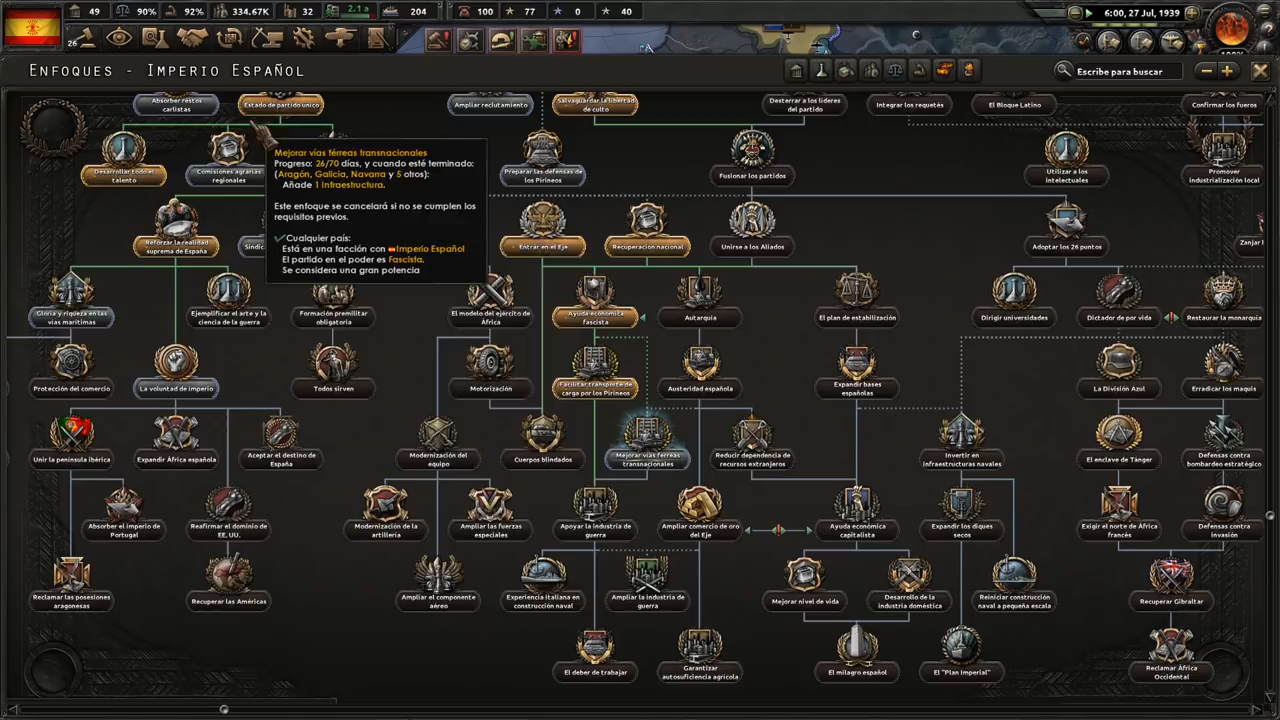 49 90% 92% 334.67K 32 2.1 a 204 100 77 0 40 6:00, 27 Jul, 1939
26
Enfoques - Imperio Español
Escribe para buscar
Absorber restos
carlistas
Estado de partido único
Ampliar reclutamiento
Salvaguardar la libertad
de culto
Desterrar a los líderes
del partido
Integrar los requetés
El Bloque Latino
Confirmar los fueros
Mejorar vías férreas transnacionales
Progreso: 26/70 días, y cuando esté terminado:
(Aragón, Galicia, Navarra y 5 otros):
Añade 1 Infraestructura.
Este enfoque se cancelará si no se cumplen los
requisitos previos.
Cualquier país:
Está en una facción con Imperio Español
El partido en el poder es Fascista.
Se considera una gran potencia
Desarrollar todo el
talento
Comisiones agrarias
regionales
Preparar las defensas de
los Pirineos
Fusionar los partidos
Utilizar a los
intelectuales
Promover
industrialización local
Reforzar la realidad
suprema de España
Entrar en el Eje
Recuperación nacional
Unirse a los Aliados
Adoptar los 26 puntos
Gloria y riqueza en las
vías marítimas
Ejemplificar el arte y la
ciencia de la guerra
Formación premilitar
obligatoria
El modelo del ejército de
África
Ayuda económica
fascista
Autarquía
El plan de estabilización
Dirigir universidades
Dictador de por vida
Restaurar la monarquía
Protección del comercio
La voluntad de imperio
Todos sirven
Motorización
Facilitar transporte de
carga por los Pirineos
Austeridad española
Expandir bases
españolas
La División Azul
Erradicar los maquis
Unir la península ibérica
Expandir África española
Aceptar el destino de
España
Modernización del
equipo
Cuerpos blindados
Mejorar vías férreas
transnacionales
Reducir dependencia de
recursos extranjeros
Invertir en
infraestructuras navales
El enclave de Tánger
Defensas contra
bombardeo estratégico
Absorber el imperio de
Portugal
Reafirmar el dominio de
EE. UU.
Modernización de la
artillería
Ampliar las fuerzas
especiales
Apoyar la industria de
guerra
Ampliar comercio de oro
del Eje
Ayuda económica
capitalista
Expandir los diques
secos
Exigir el norte de África
francés
Defensas contra
invasión
Reclamar las posesiones
aragonesas
Recuperar las Américas
Ampliar el componente
aéreo
Experiencia italiana en
construcción naval
Ampliar la industria de
guerra
Mejorar nivel de vida
Desarrollo de la
industria doméstica
Reiniciar construcción
naval a pequeña escala
Recuperar Gibraltar
El deber de trabajar
Garantizar
autosuficiencia agrícola
El milagro español
El "Plan Imperial"
Reclamar África
Occidental